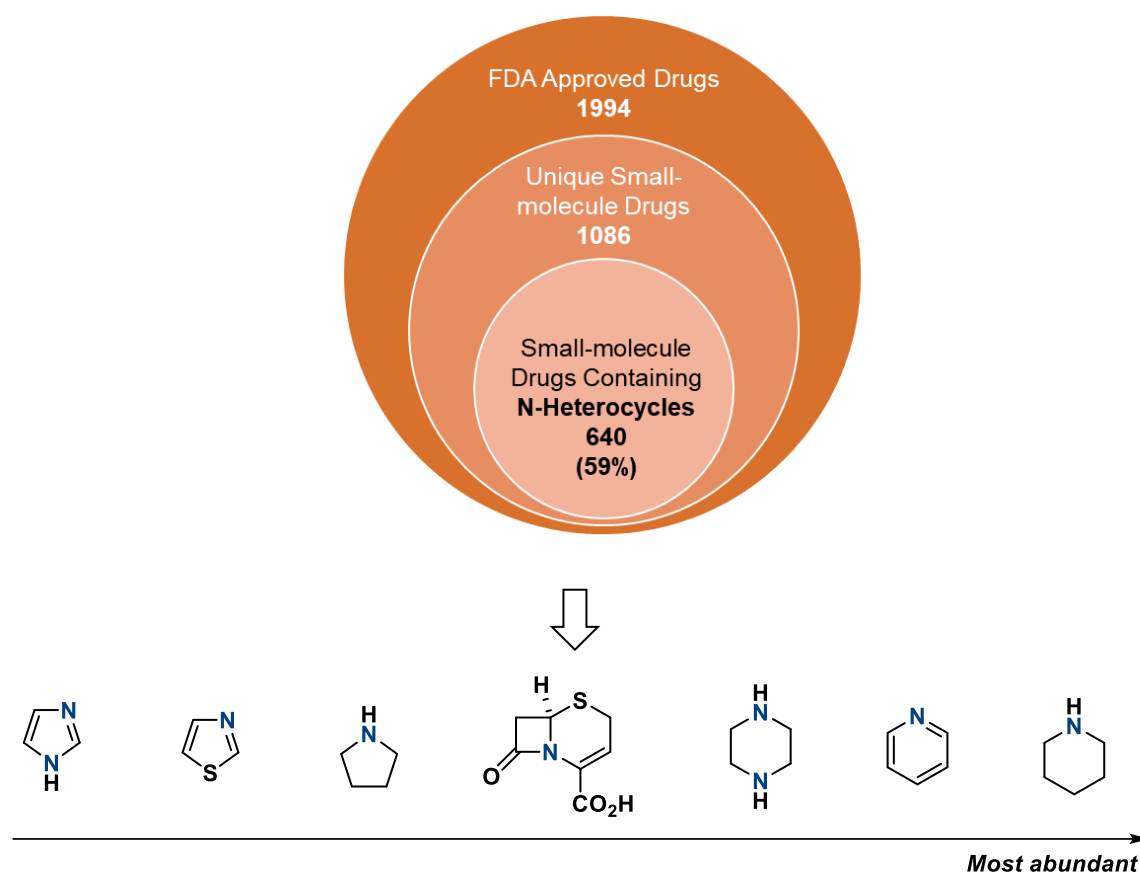 FDA Approved Drugs
1994
Unique Small-
molecule Drugs
1086
Small-molecule
Drugs Containing
N-Heterocycles
640
(59%)
N
N
H
N
S
H
N
H
S
N
O
CO₂H
H
N
N
H
N
H
N
Most abundant